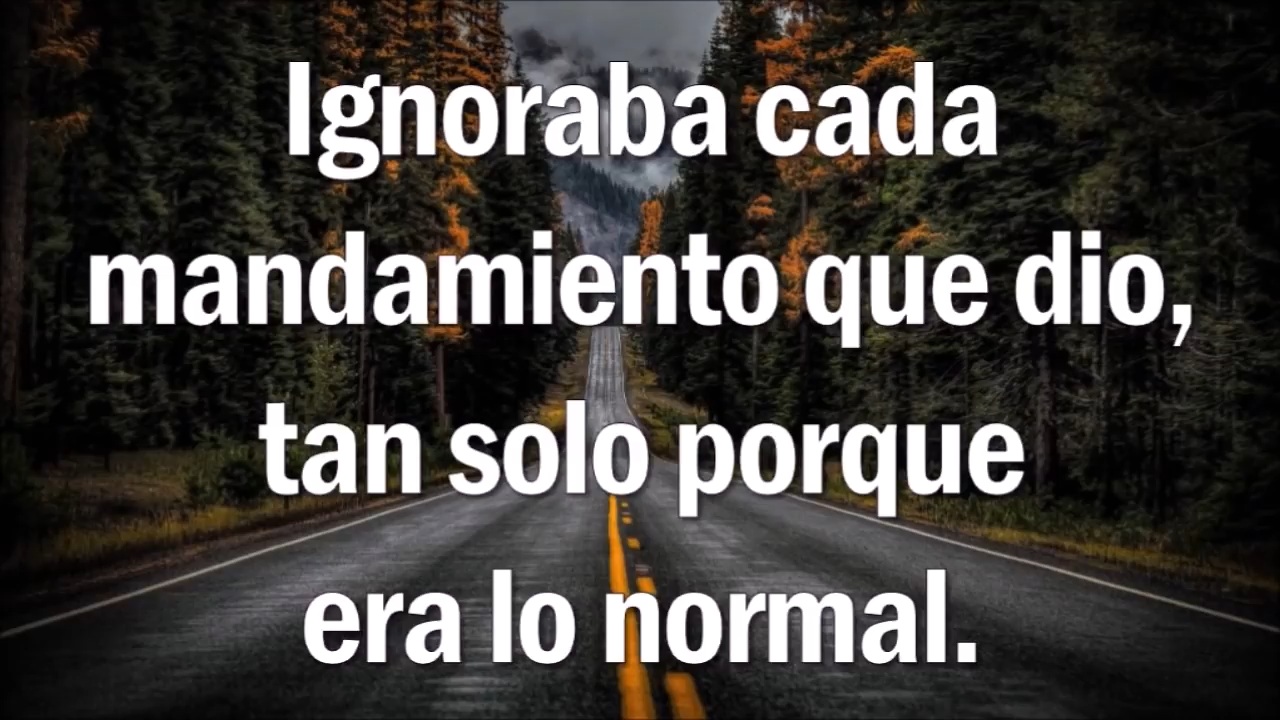 Ignoraba cada
mandamiento que dio,
tan solo porque
era lo normal.